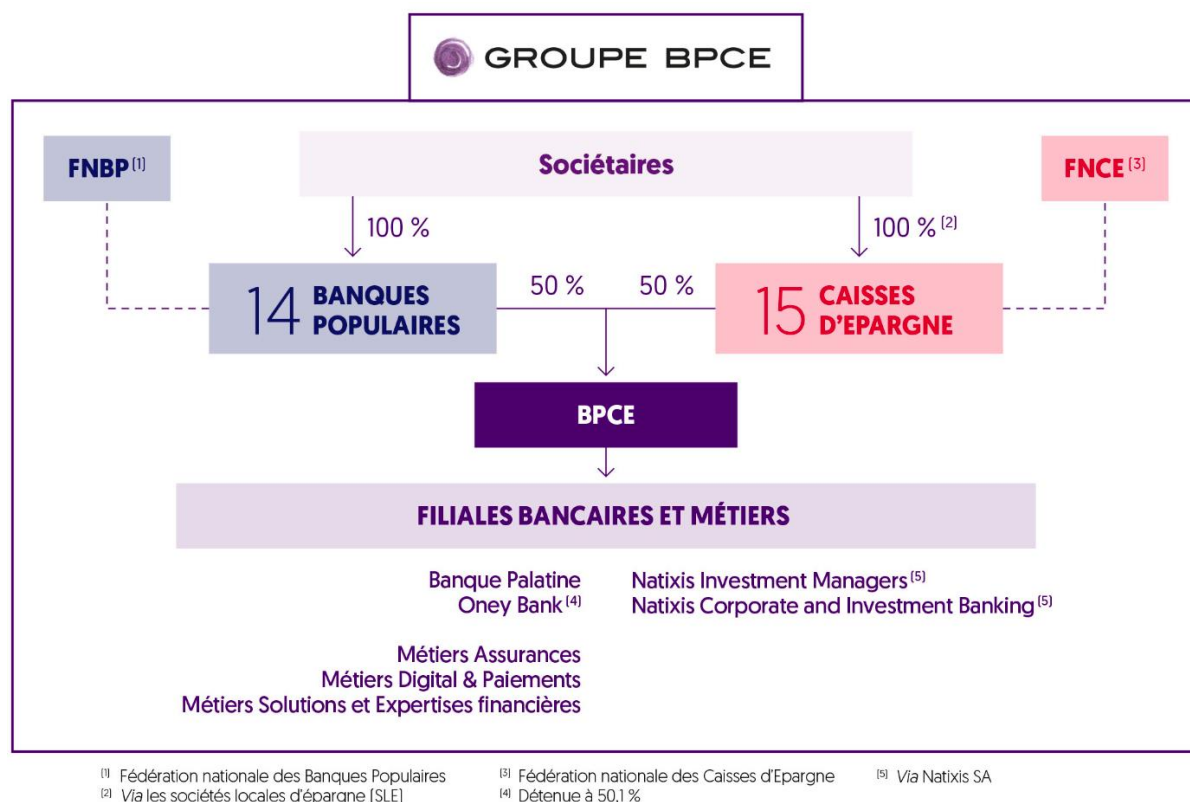 GROUPE BPCE
FNBP (1)
Sociétaires
FNCE (3)
100 %
100 % (2)
14 BANQUES
POPULAIRES
50 %
50 %
15 CAISSES
D'EPARGNE
BPCE
FILIALES BANCAIRES ET MÉTIERS
Banque Palatine
Oney Bank (4)
Métiers Assurances
Métiers Digital & Paiements
Métiers Solutions et Expertises financières
Natixis Investment Managers (5)
Natixis Corporate and Investment Banking (5)
(1) Fédération nationale des Banques Populaires
(2) Via les sociétés locales d'épargne (SLE)
(3) Fédération nationale des Caisses d'Epargne
(4) Détenue à 50,1 %
(5) Via Natixis SA